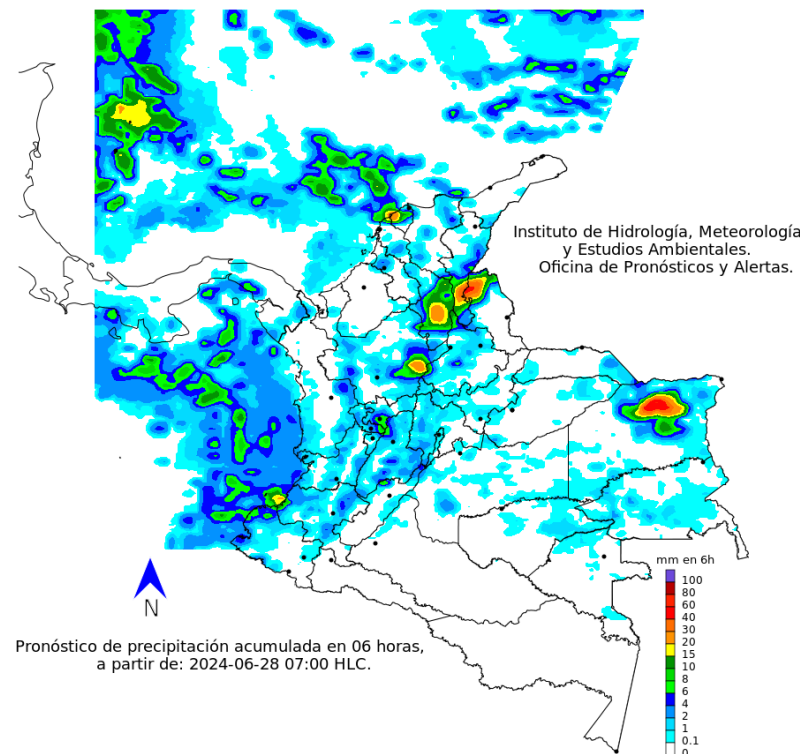 Instituto de Hidrología, Meteorología
y Estudios Ambientales.
Oficina de Pronósticos y Alertas.
N
Pronóstico de precipitación acumulada en 06 horas,
a partir de: 2024-06-28 07:00 HLC.
mm en 6h
100
80
60
40
30
20
15
10
8
6
4
2
1
0.1
0